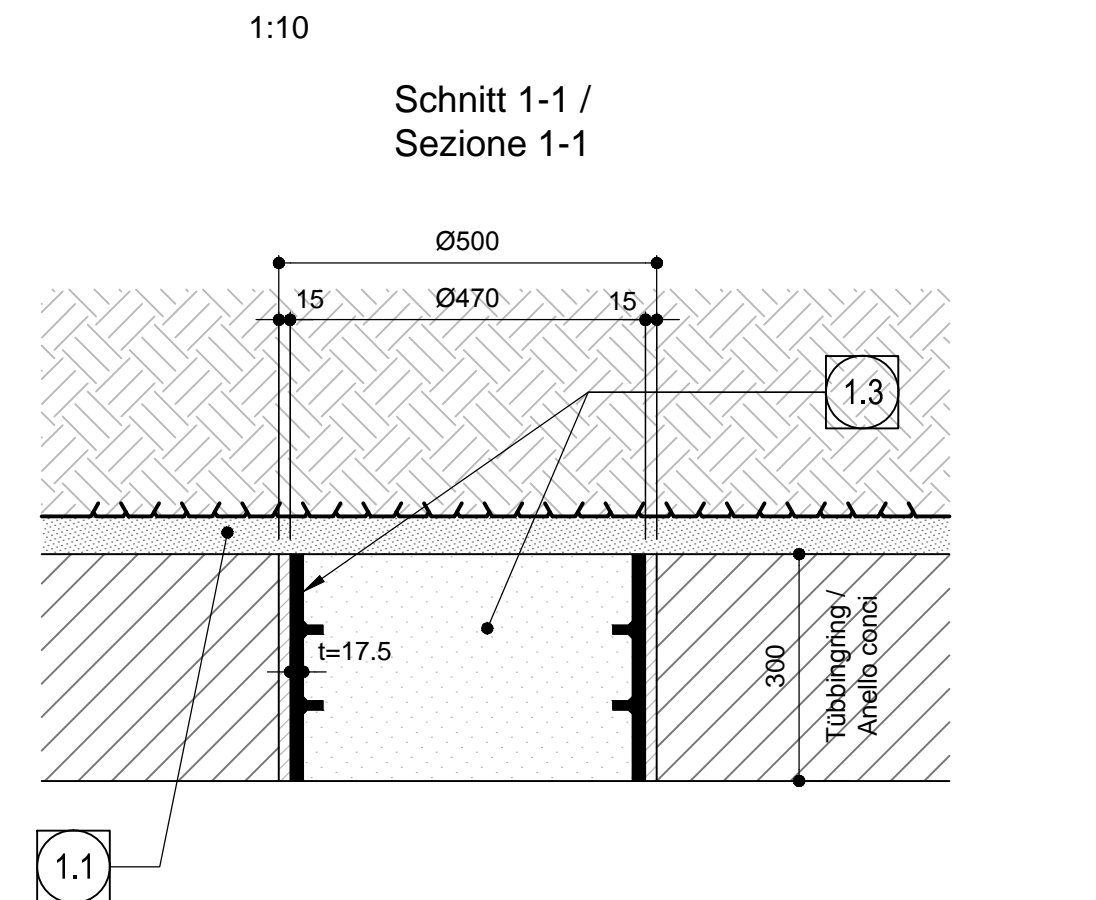 1:10
Schnitt 1-1 /
Sezione 1-1
Ø500
15
Ø470
15
1.3
t=17.5
300
Tübbingring /
Anello conci
1.1